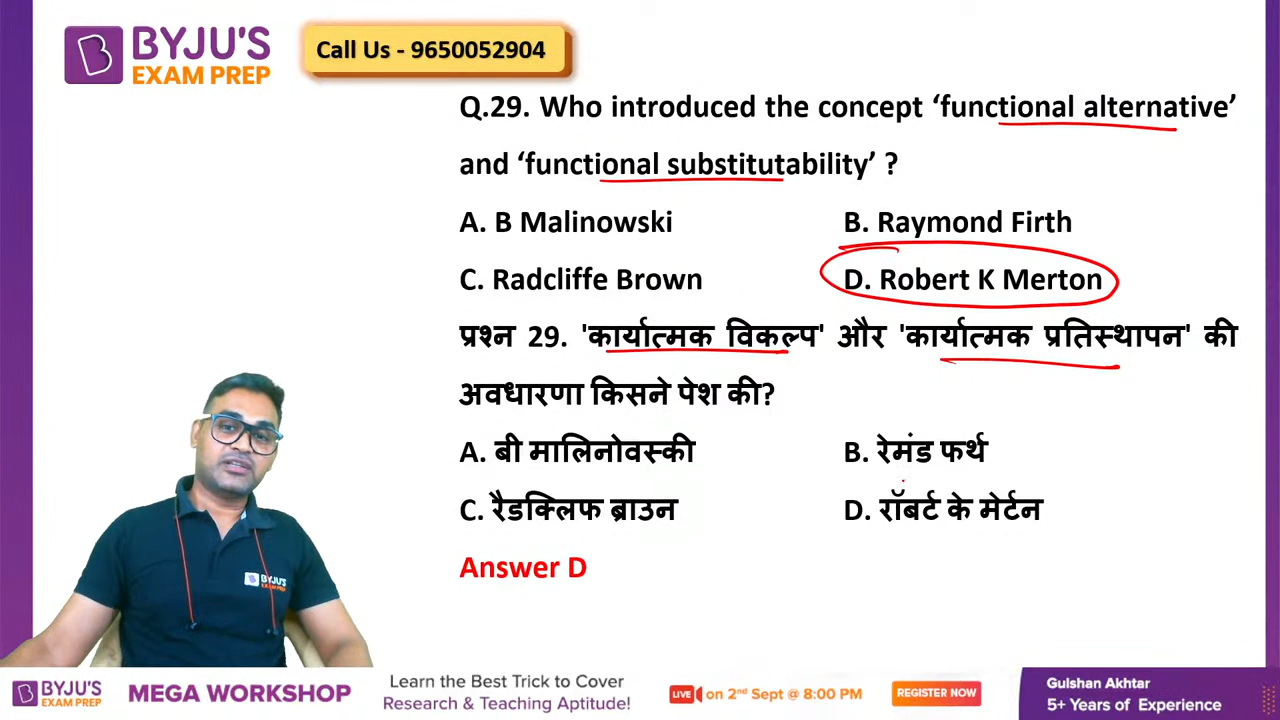 BYJU'S
EXAM PREP
Call Us - 9650052904
Q.29. Who introduced the concept ‘functional alternative’
and ‘functional substitutability’ ?
A. B Malinowski
B. Raymond Firth
C. Radcliffe Brown
D. Robert K Merton
प्रश्न 29. 'कार्यात्मक विकल्प' और 'कार्यात्मक प्रतिस्थापन' की
अवधारणा किसने पेश की?
A. बी मालिनोवस्की
B. रेमंड फर्थ
C. रैडक्लिफ ब्राउन
D. रॉबर्ट के मेर्टन
Answer D
BYJU'S
EXAM PREP
BYJU'S
EXAM PREP
MEGA WORKSHOP
Learn the Best Trick to Cover
Research & Teaching Aptitude!
LIVE on 2nd Sept @ 8:00 PM
REGISTER NOW
Gulshan Akhtar
5+ Years of Experience